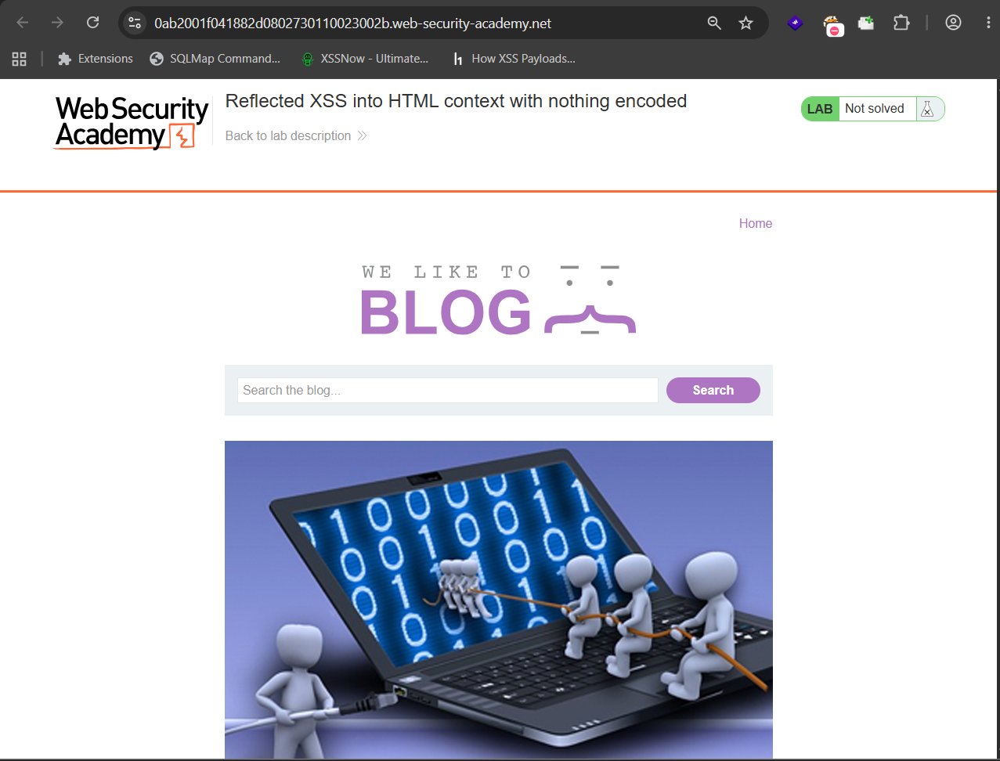 0ab2001f041882d0802730110023002b.web-security-academy.net
Extensions
SQLMap Command...
XSSNow - Ultimate...
How XSS Payloads...
Web Security
Academy
Reflected XSS into HTML context with nothing encoded
Back to lab description
LAB
Not solved
Home
WE LIKE TO
BLOG
Search the blog...
Search